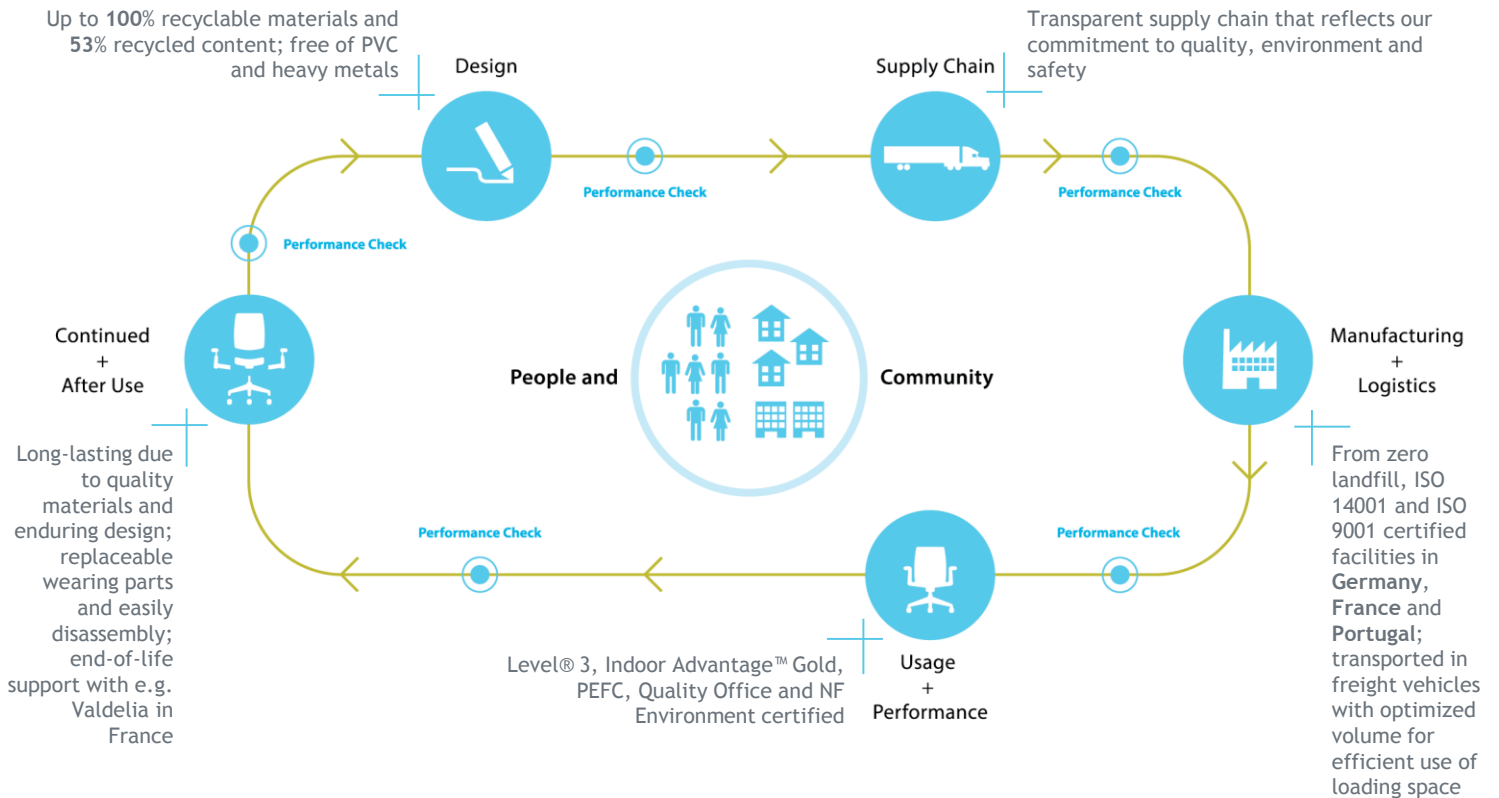 Up to 100% recyclable materials and
53% recycled content; free of PVC
and heavy metals
Design
Supply Chain
Transparent supply chain that reflects our
commitment to quality, environment and
safety
Performance Check
Performance Check
Performance Check
Continued
+
After Use
People and
Community
Manufacturing
+
Logistics
Long-lasting due
to quality
materials and
enduring design;
replaceable
wearing parts
and easily
disassembly;
end-of-life
support with e.g.
Valdelia in
France
From zero
landfill, ISO
14001 and ISO
9001 certified
facilities in
Germany,
France and
Portugal;
transported in
freight vehicles
with optimized
volume for
efficient use of
loading space
Performance Check
Performance Check
Level® 3, Indoor Advantage™ Gold,
PEFC, Quality Office and NF
Environment certified
Usage
+
Performance